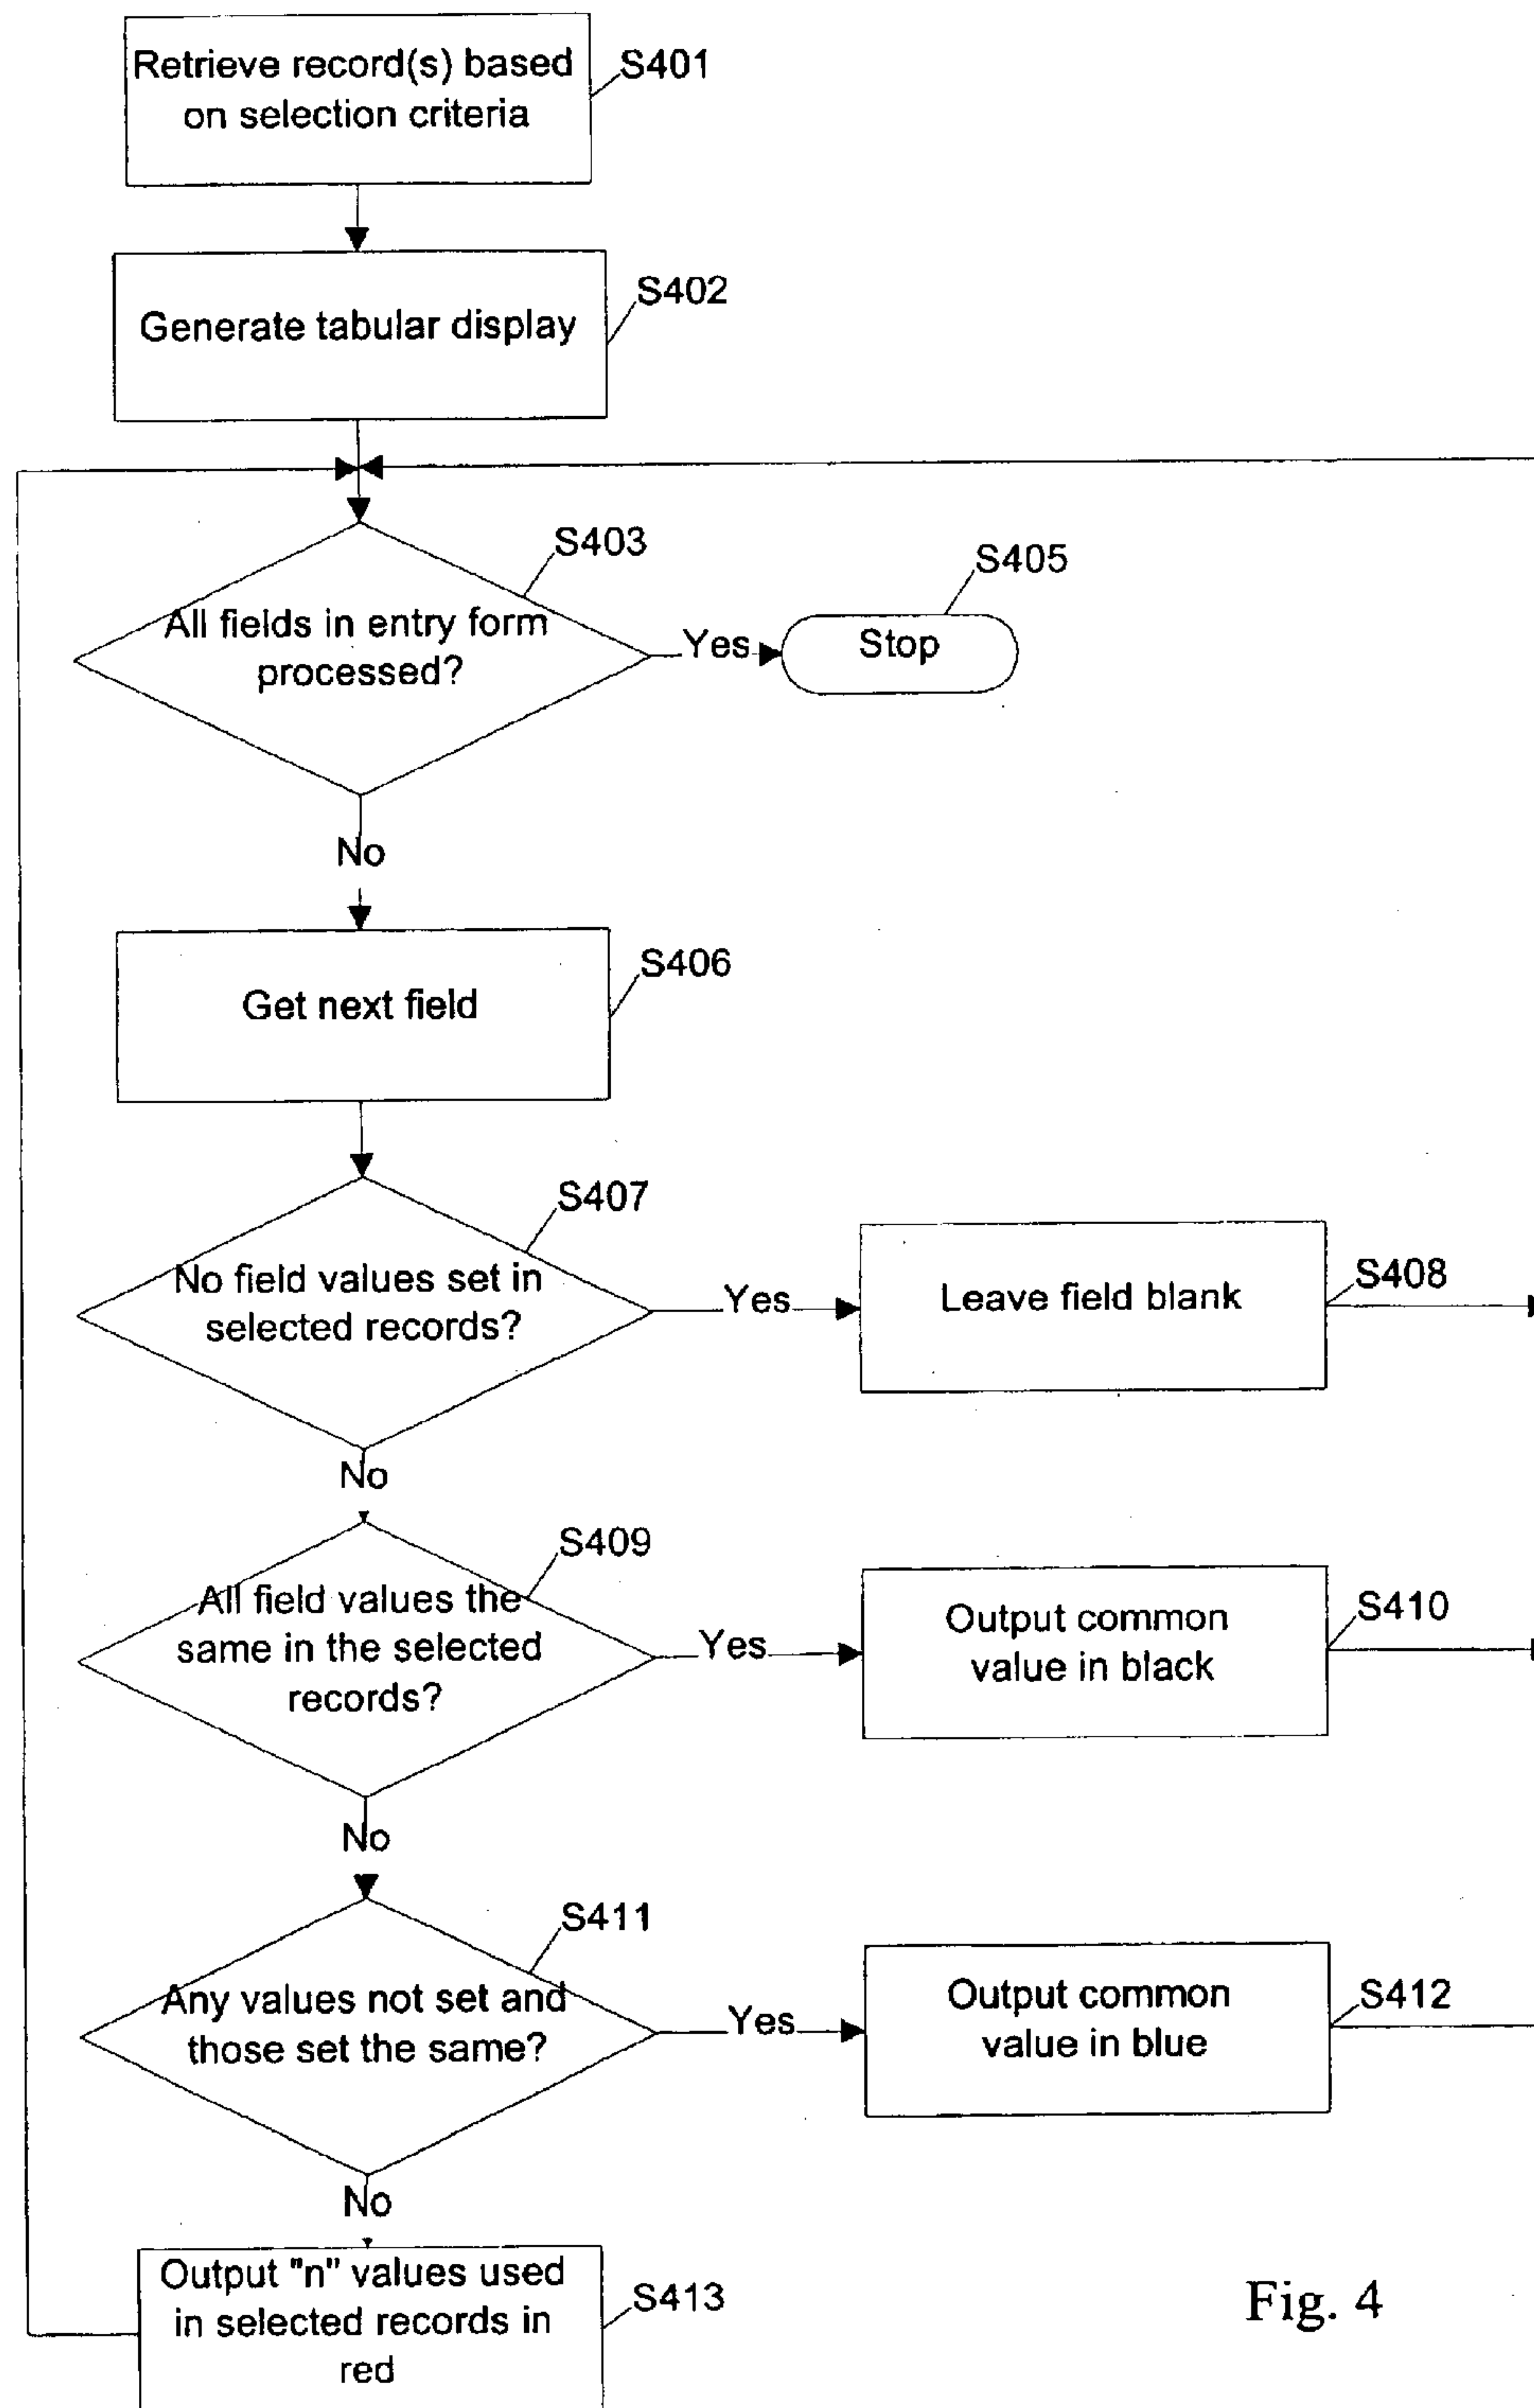 Retrieve record(s) based
on selection criteria
S401
Generate tabular display
S402
All fields in entry form
processed?
S403
Yes
Stop
S405
No
Get next field
S406
No field values set in
selected records?
S407
Yes
Leave field blank
S408
No
All field values the
same in the selected
records?
S409
Yes
Output common
value in black
S410
No
Any values not set and
those set the same?
S411
Yes
Output common
value in blue
S412
No
Output "n" values used
in selected records in
red
S413
Fig. 4